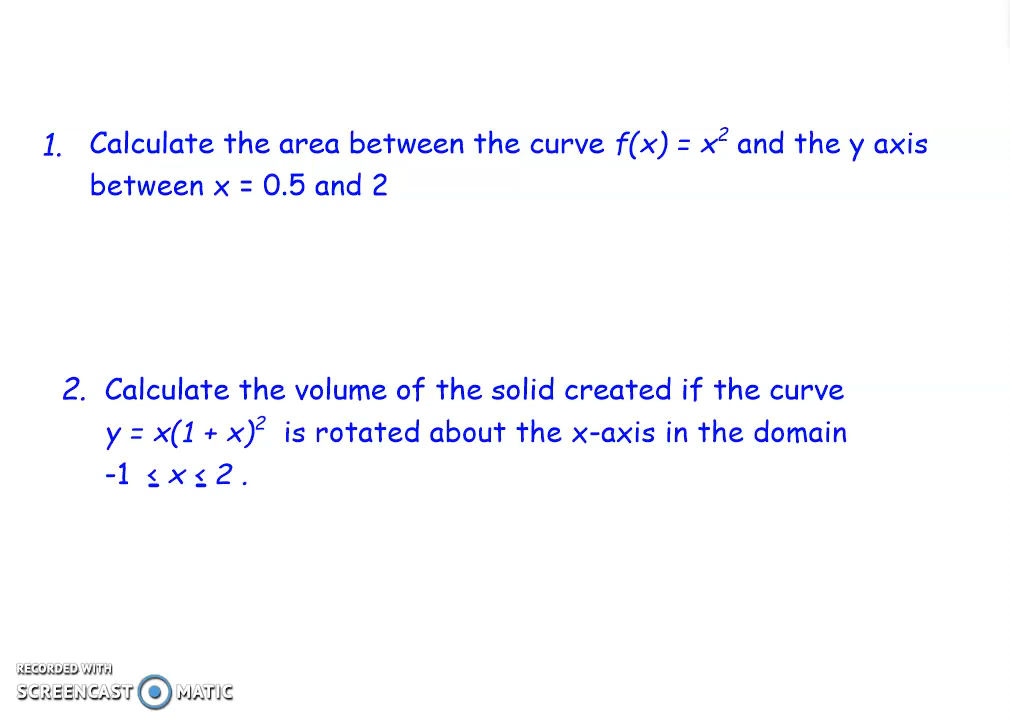 1. Calculate the area between the curve f(x) = x² and the y axis
between x = 0.5 and 2
2. Calculate the volume of the solid created if the curve
y = x(1 + x)² is rotated about the x-axis in the domain
-1 ≤ x ≤ 2 .
RECORDED WITH
SCREENCAST MATIC